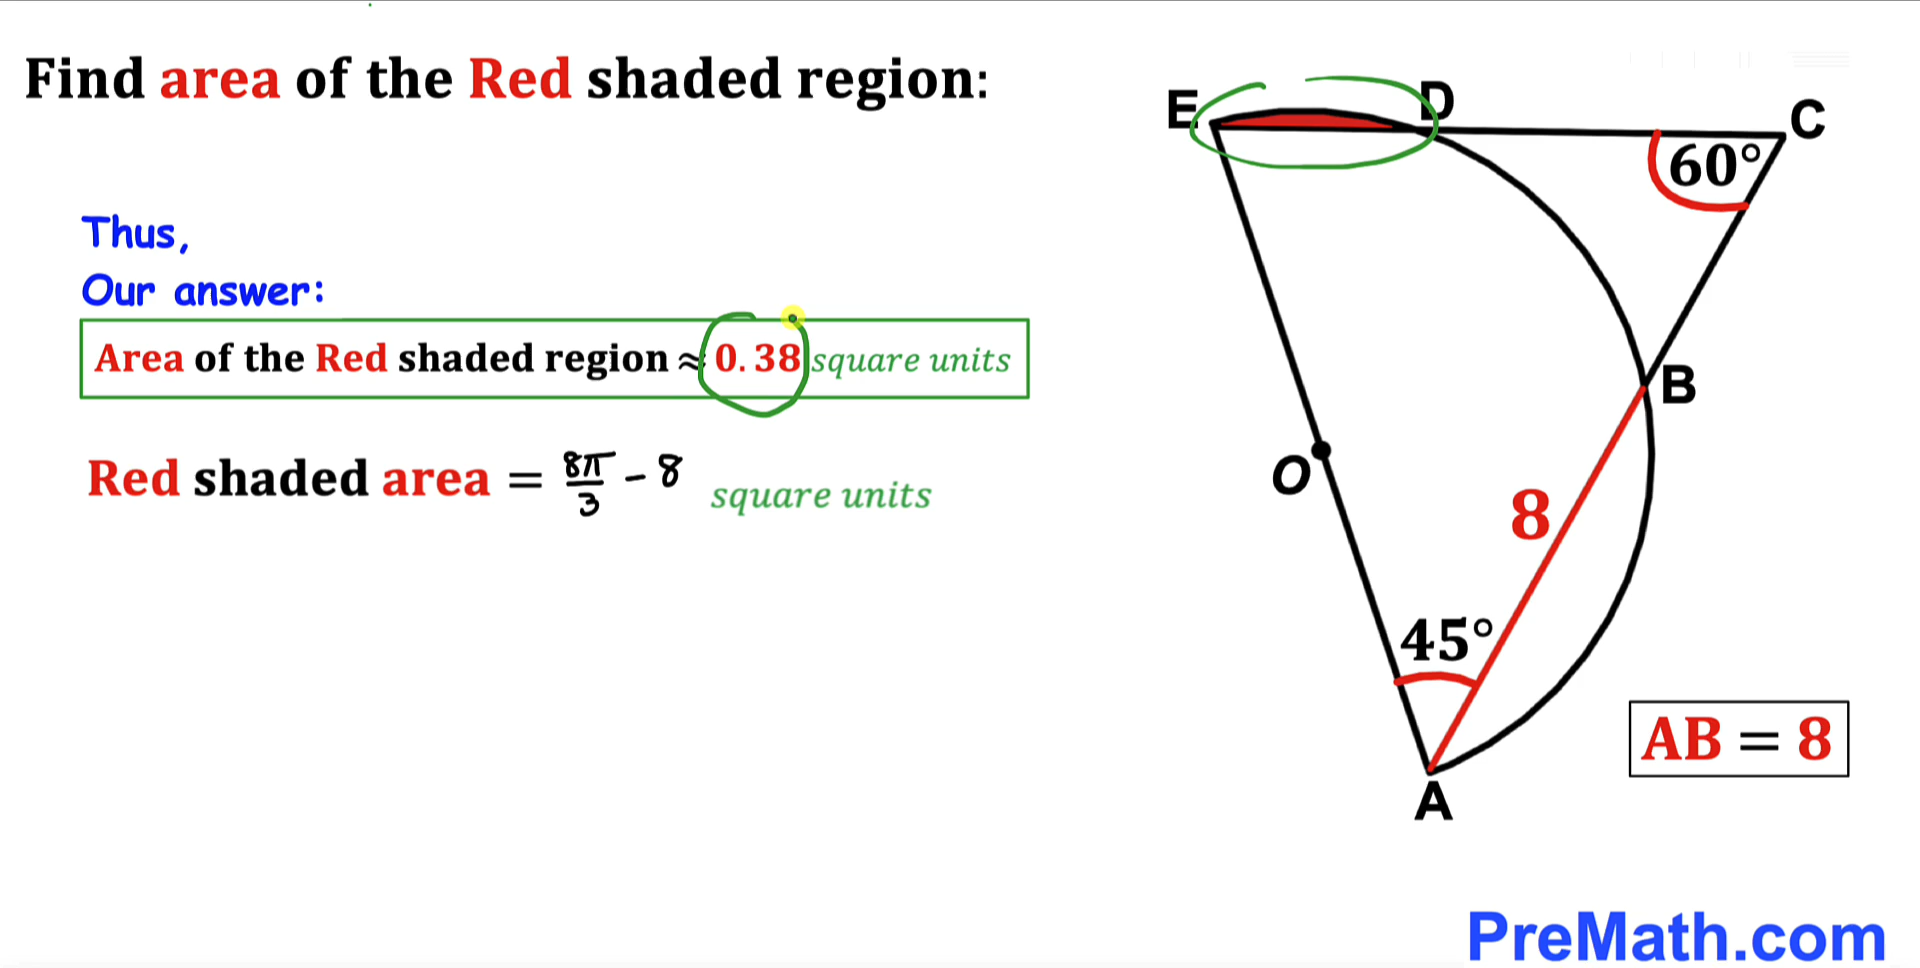 Find area of the Red shaded region:
Thus,
Our answer:
Area of the Red shaded region ≈ 0.38 square units
Red shaded area = 8π/3 - 8 square units
E
D
C
60°
B
O
8
45°
AB = 8
A
PreMath.com